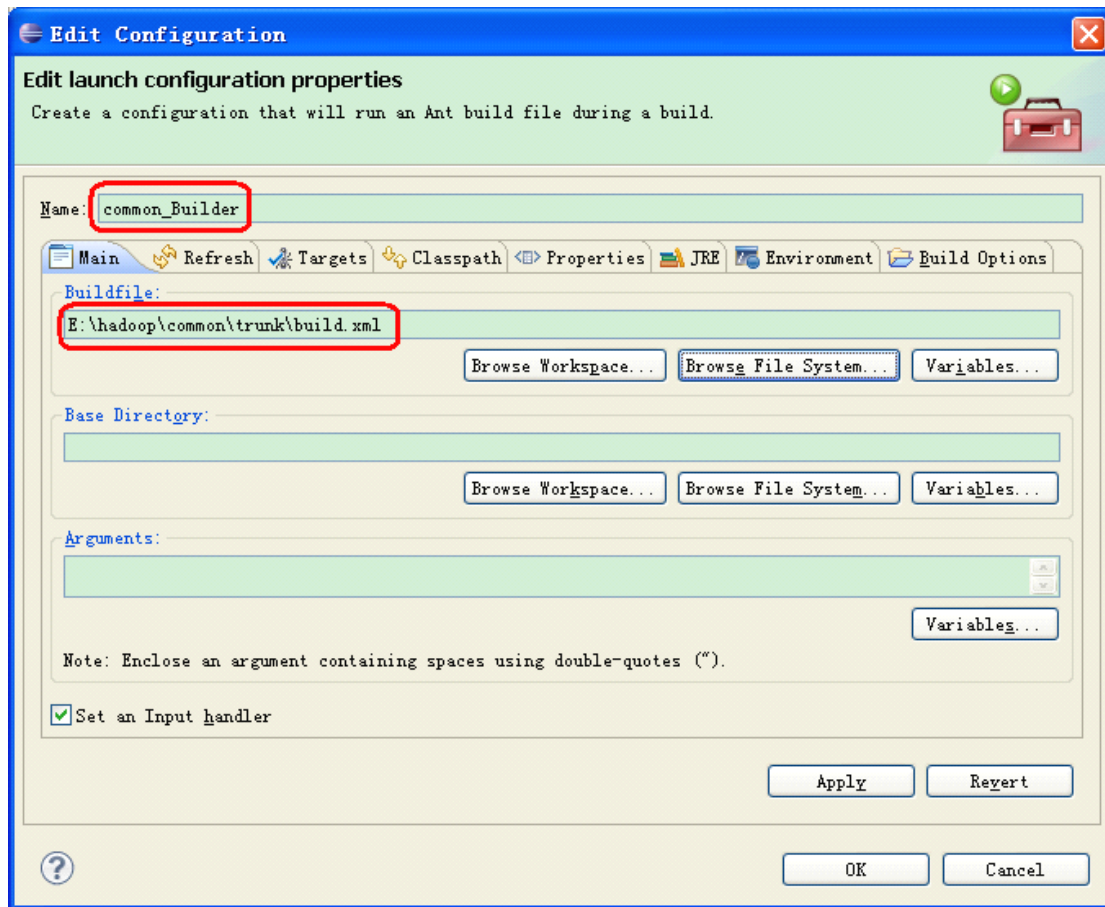 Edit Configuration
Edit launch configuration properties
Create a configuration that will run an Ant build file during a build.
Name: common_Builder
Main Refresh Targets Classpath Properties JRE Environment Build Options
Buildfile:
E:\hadoop\common\trunk\build.xml
Browse Workspace... Browse File System... Variables...
Base Directory:
Browse Workspace... Browse File System... Variables...
Arguments:
Variables...
Note: Enclose an argument containing spaces using double-quotes (").
Set an Input handler
Apply Revert
?
OK Cancel